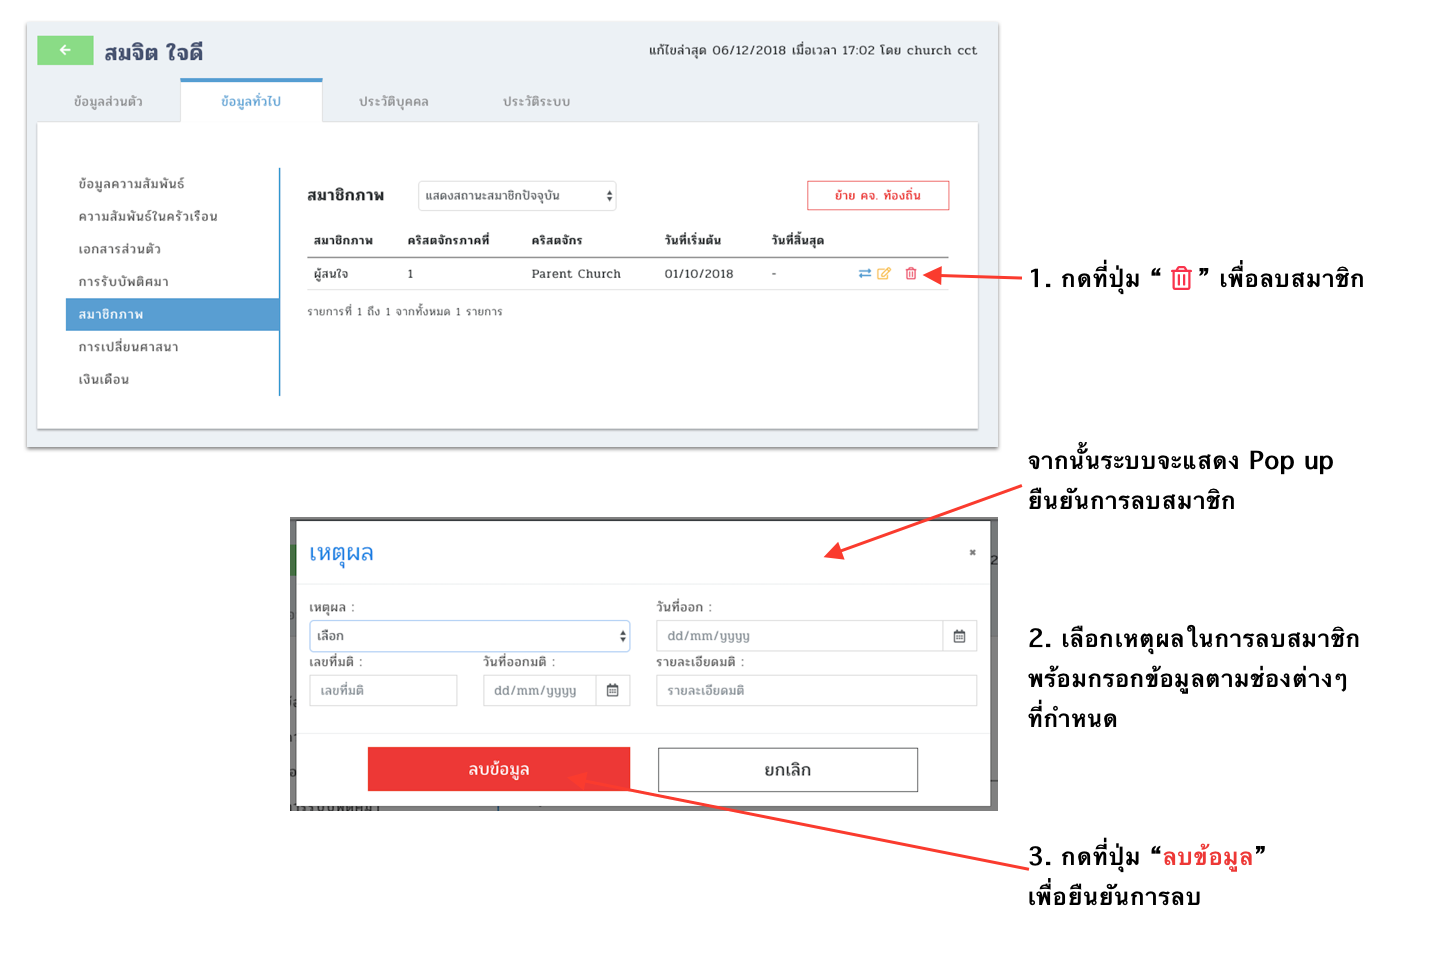 สมจิต ใจดี
แก้ไขล่าสุด 06/12/2018 เมื่อเวลา 17:02 โดย church cct
ข้อมูลส่วนตัว ข้อมูลทั่วไป ประวัติบุคคล ประวัติระบบ
ข้อมูลความสัมพันธ์
ความสัมพันธ์ในครัวเรือน
เอกสารส่วนตัว
การรับบัพติศมา
สมาชิกภาพ
การเปลี่ยนศาสนา
เงินเดือน
สมาชิกภาพ แสดงสถานะสมาชิกปัจจุบัน ย้าย คจ. ท้องถิ่น
สมาชิกภาพ คริสตจักรภาคที่ คริสตจักร วันที่เริ่มต้น วันที่สิ้นสุด
ผู้สนใจ 1 Parent Church 01/10/2018 -
รายการที่ 1 ถึง 1 จากทั้งหมด 1 รายการ
1. กดที่ปุ่ม “ ” เพื่อลบสมาชิก
จากนั้นระบบจะแสดง Pop up
ยืนยันการลบสมาชิก
เหตุผล
เหตุผล : วันที่ออก :
เลือก dd/mm/yyyy
เลขที่มติ : วันที่ออกมติ : รายละเอียดมติ :
เลขที่มติ dd/mm/yyyy รายละเอียดมติ
ลบข้อมูล ยกเลิก
2. เลือกเหตุผลในการลบสมาชิก
พร้อมกรอกข้อมูลตามช่องต่างๆ
ที่กำหนด
3. กดที่ปุ่ม “ลบข้อมูล”
เพื่อยืนยันการลบ